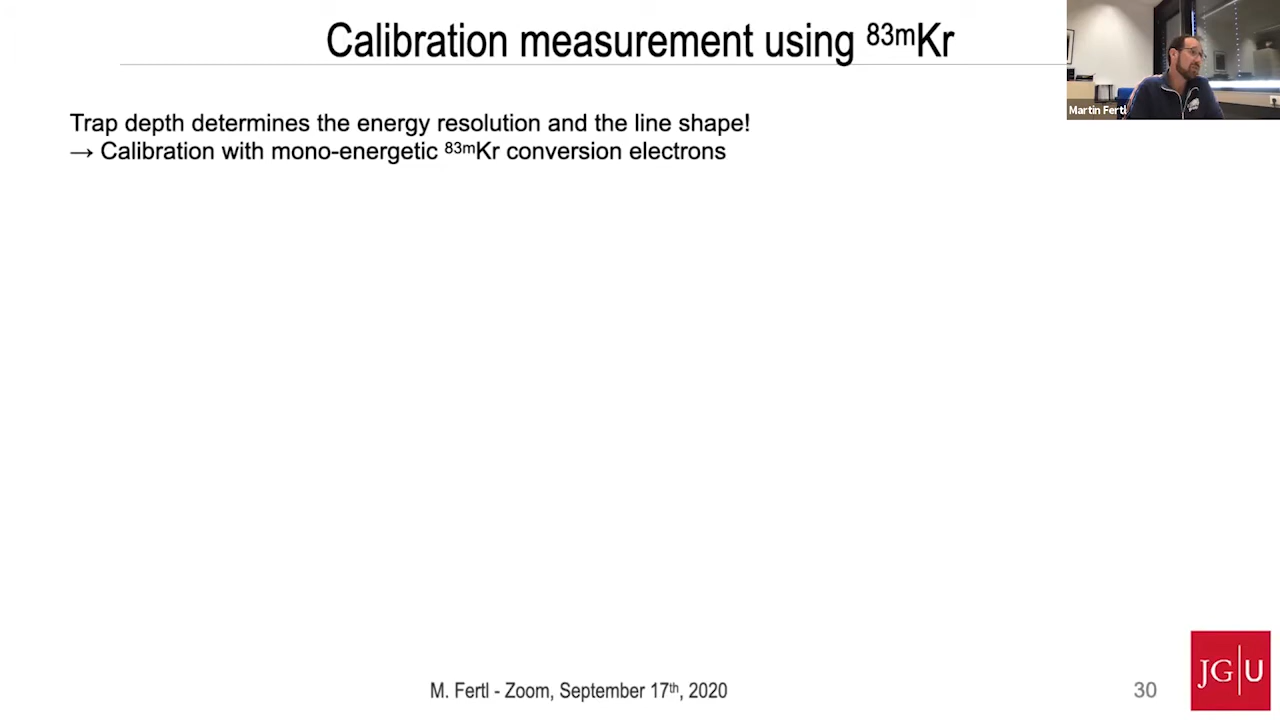 Calibration measurement using ⁸³ᵐKr
Martin Fertl
Trap depth determines the energy resolution and the line shape!
→ Calibration with mono-energetic ⁸³ᵐKr conversion electrons
M. Fertl - Zoom, September 17ᵗʰ, 2020
30
JG|U